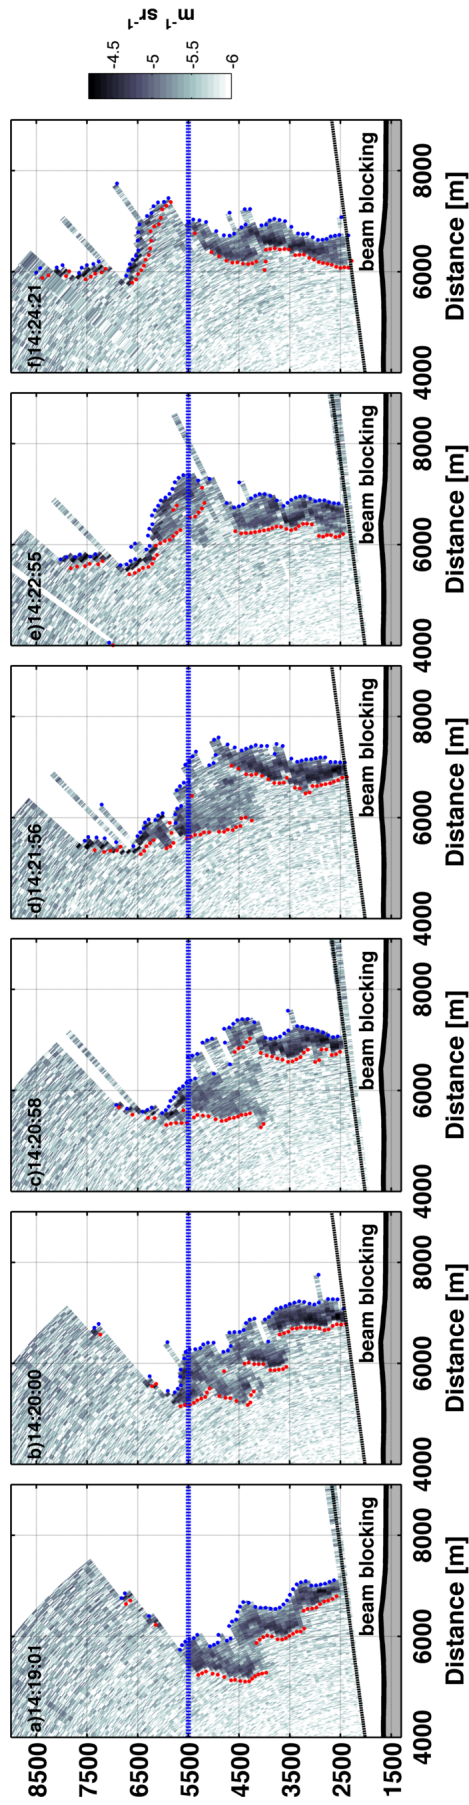 a)14:19:01
8500
7500
6500
5500
4500
3500
2500
1500
beam blocking
4000
6000
8000
Distance [m]
b)14:20:00
beam blocking
4000
6000
8000
Distance [m]
c)14:20:58
beam blocking
4000
6000
8000
Distance [m]
d)14:21:56
beam blocking
4000
6000
8000
Distance [m]
e)14:22:55
beam blocking
4000
6000
8000
Distance [m]
f)14:24:21
beam blocking
4000
6000
8000
Distance [m]
-4.5
-5
-5.5
-6
m⁻¹ sr⁻¹